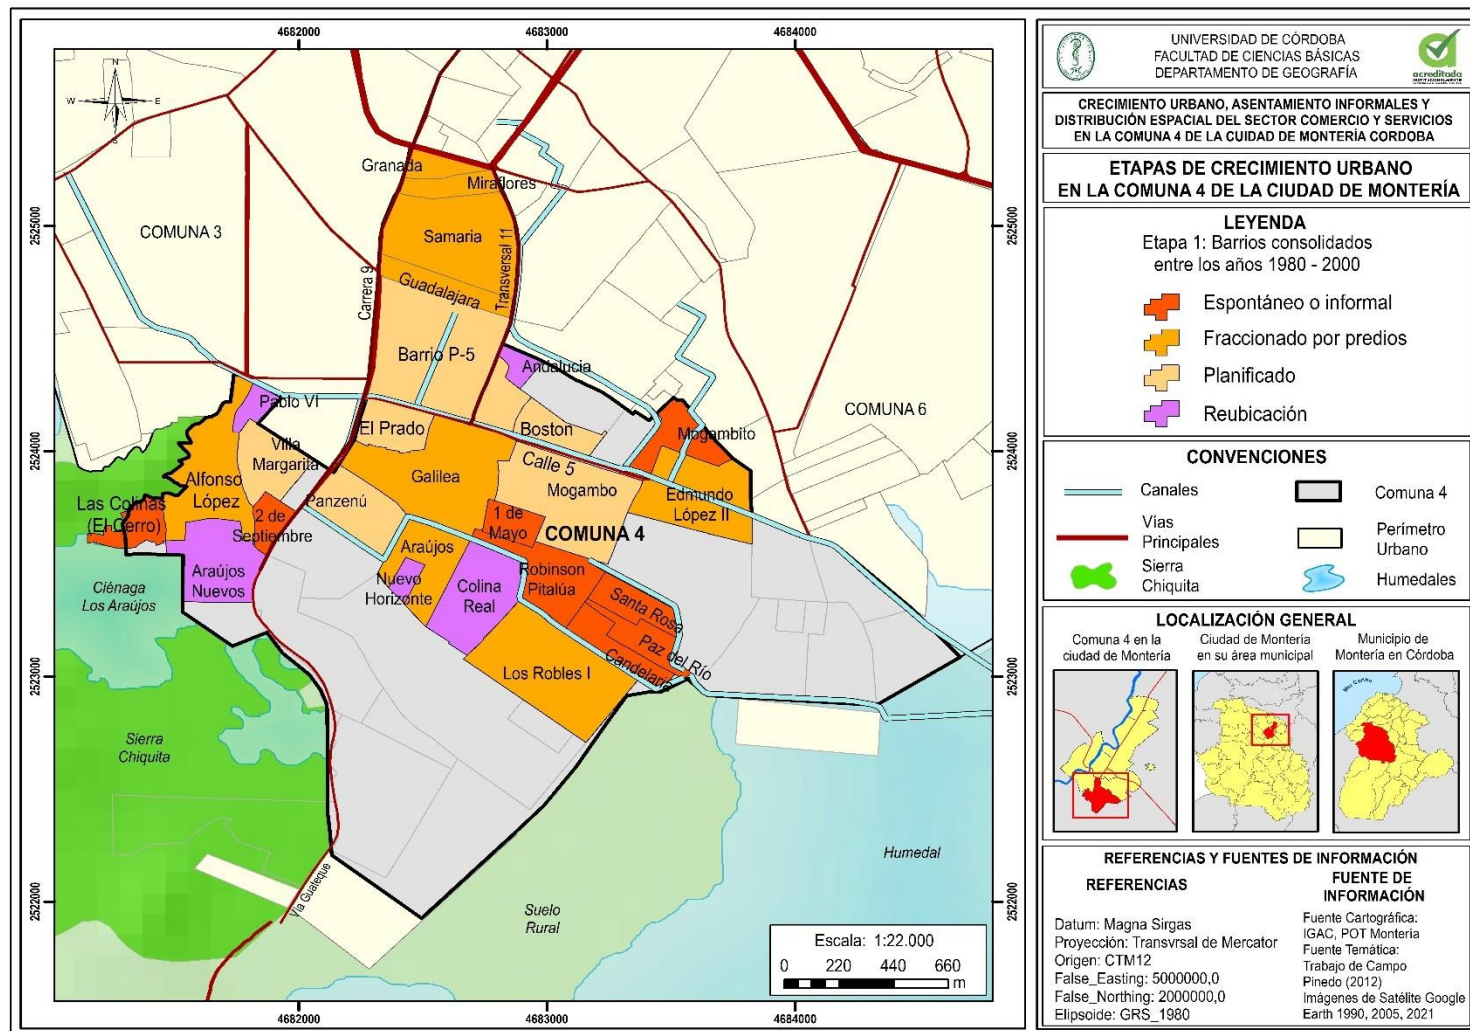 4682000
4683000
4684000
2525000
2524000
2523000
2522000
N
W
E
S
COMUNA 3
Granada
Miraflores
Samaria
Guadalajara
Carrera 9
Transversal 11
Barrio P-5
Andalucia
Pablo VI
COMUNA 6
El Prado
Boston
Mogambito
Villa
Margarita
Calle 5
Galilea
Mogambo
Alfonso
López
Edmundo
López II
Panzenú
Las Colinas
(El Cerro)
2 de
Septiembre
1 de
Mayo
COMUNA 4
Araújos
Robinson
Pitalúa
Araújos
Nuevos
Nuevo
Horizonte
Colina
Real
Ciénaga
Los Araújos
Santa Rosa
Paz del Río
Candelaria
Los Robles I
Sierra
Chiquita
Humedal
Suelo
Rural
Vía Guateque
Escala: 1:22.000
0 220 440 660
m
4682000
4683000
4684000
2525000
2524000
2523000
2522000
UNIVERSIDAD DE CÓRDOBA
FACULTAD DE CIENCIAS BÁSICAS
DEPARTAMENTO DE GEOGRAFÍA
acreditada
CRECIMIENTO URBANO, ASENTAMIENTO INFORMALES Y
DISTRIBUCIÓN ESPACIAL DEL SECTOR COMERCIO Y SERVICIOS
EN LA COMUNA 4 DE LA CUIDAD DE MONTERÍA CORDOBA
ETAPAS DE CRECIMIENTO URBANO
EN LA COMUNA 4 DE LA CIUDAD DE MONTERÍA
LEYENDA
Etapa 1: Barrios consolidados
entre los años 1980 - 2000
Espontáneo o informal
Fraccionado por predios
Planificado
Reubicación
CONVENCIONES
Canales
Comuna 4
Vías
Principales
Perímetro
Urbano
Sierra
Chiquita
Humedales
LOCALIZACIÓN GENERAL
Comuna 4 en la
ciudad de Montería
Ciudad de Montería
en su área municipal
Municipio de
Montería en Córdoba
REFERENCIAS Y FUENTES DE INFORMACIÓN
REFERENCIAS
Datum: Magna Sirgas
Proyección: Transvrsal de Mercator
Origen: CTM12
False_Easting: 5000000,0
False_Northing: 2000000,0
Elipsoide: GRS_1980
FUENTE DE
INFORMACIÓN
Fuente Cartográfica:
IGAC, POT Montería
Fuente Temática:
Trabajo de Campo
Pinedo (2012)
Imágenes de Satélite Google
Earth 1990, 2005, 2021